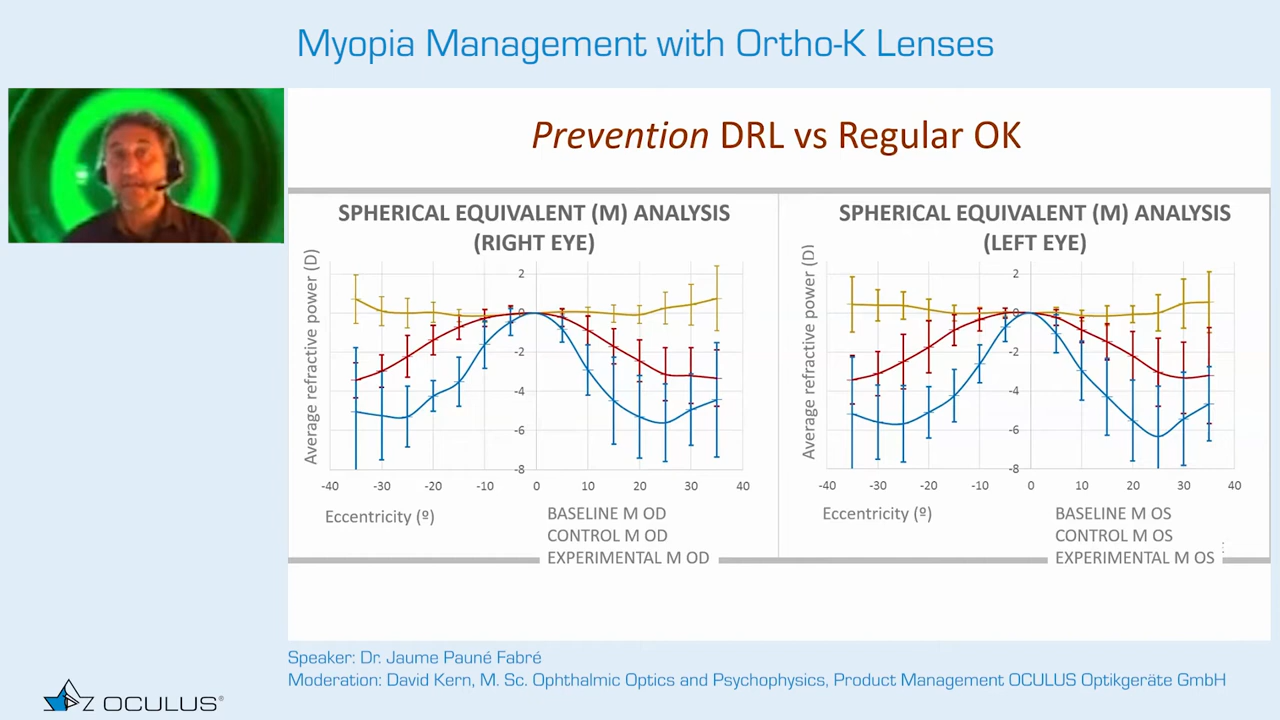 Myopia Management with Ortho-K Lenses
Prevention DRL vs Regular OK
SPHERICAL EQUIVALENT (M) ANALYSIS
(RIGHT EYE)
Average refractive power (D)
2
0
-2
-4
-6
-8
-40 -30 -20 -10 0 10 20 30 40
Eccentricity (º)
BASELINE M OD
CONTROL M OD
EXPERIMENTAL M OD
SPHERICAL EQUIVALENT (M) ANALYSIS
(LEFT EYE)
Average refractive power (D)
2
0
-2
-4
-6
-8
-40 -30 -20 -10 0 10 20 30 40
Eccentricity (º)
BASELINE M OS
CONTROL M OS
EXPERIMENTAL M OS
Speaker: Dr. Jaume Pauné Fabré
Moderation: David Kern, M. Sc. Ophthalmic Optics and Psychophysics, Product Management OCULUS Optikgeräte GmbH
OCULUS®